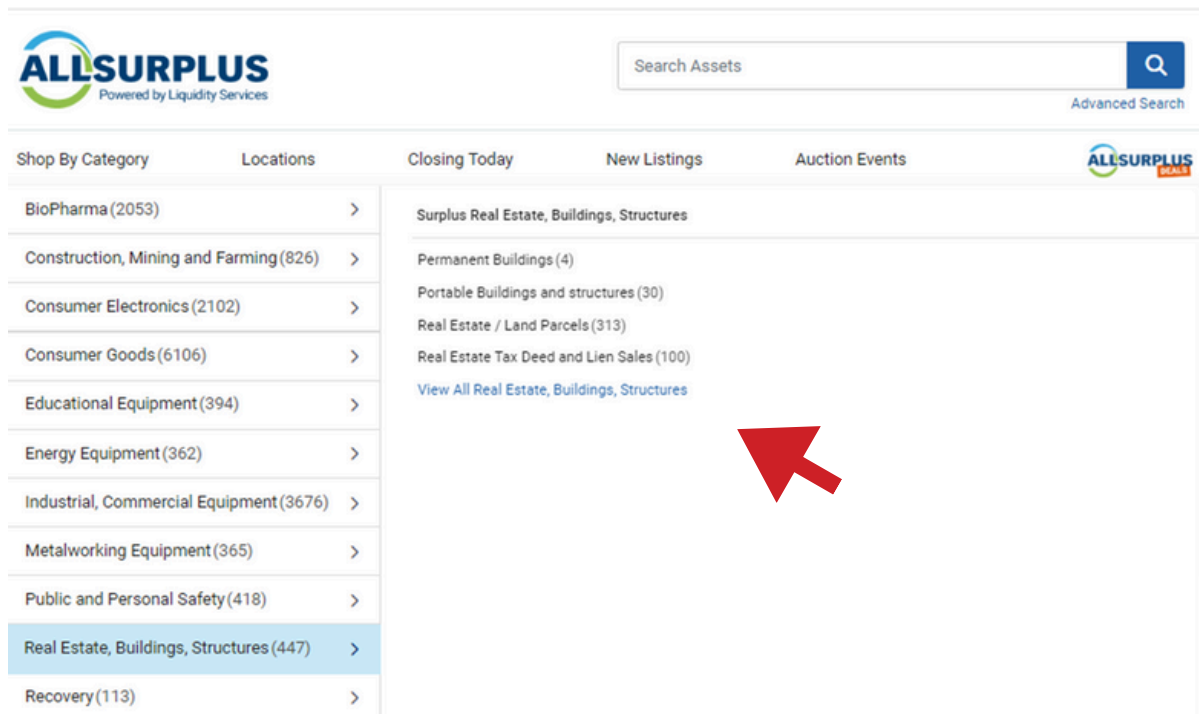 ALLSURPLUS
Powered by Liquidity Services
Search Assets
Advanced Search
Shop By Category Locations Closing Today New Listings Auction Events ALLSURPLUS DEALS
BioPharma (2053)
Construction, Mining and Farming (826)
Consumer Electronics (2102)
Consumer Goods (6106)
Educational Equipment (394)
Energy Equipment (362)
Industrial, Commercial Equipment (3676)
Metalworking Equipment (365)
Public and Personal Safety (418)
Real Estate, Buildings, Structures (447)
Recovery (113)
Surplus Real Estate, Buildings, Structures
Permanent Buildings (4)
Portable Buildings and structures (30)
Real Estate / Land Parcels (313)
Real Estate Tax Deed and Lien Sales (100)
View All Real Estate, Buildings, Structures